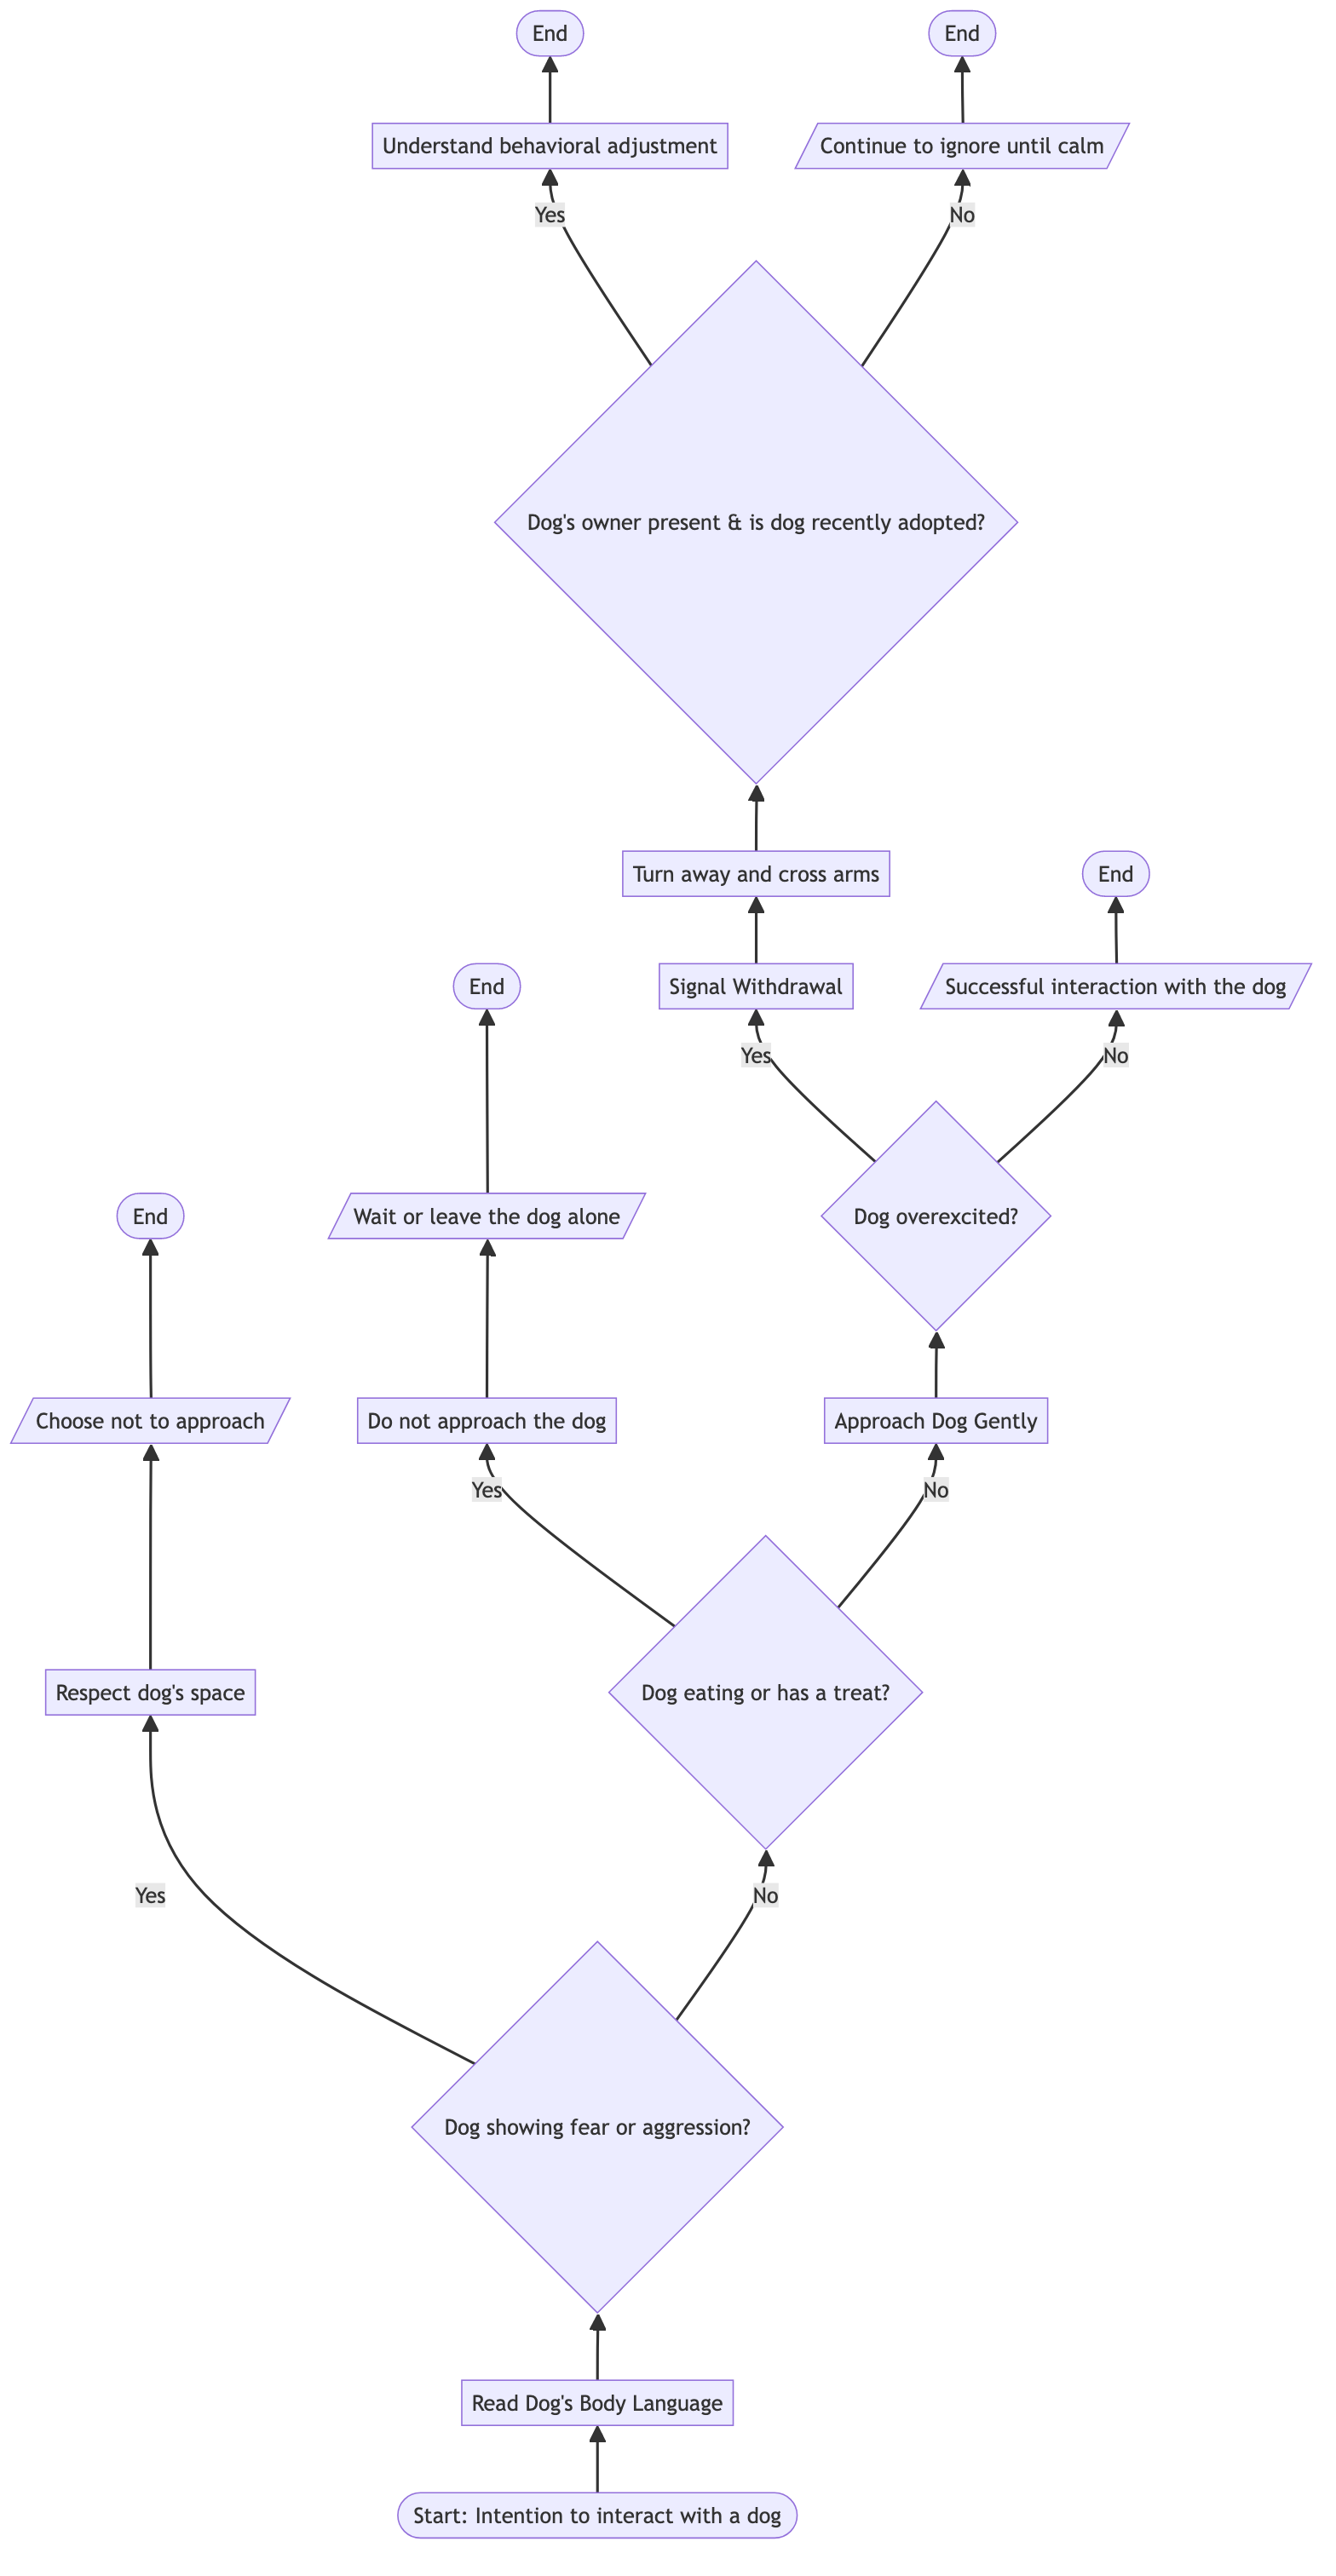 End
End
Understand behavioral adjustment
Continue to ignore until calm
Yes
No
Dog's owner present & is dog recently adopted?
Turn away and cross arms
End
End
Signal Withdrawal
Successful interaction with the dog
Yes
No
End
Wait or leave the dog alone
Dog overexcited?
Choose not to approach
Do not approach the dog
Approach Dog Gently
Yes
No
Respect dog's space
Dog eating or has a treat?
Yes
No
Dog showing fear or aggression?
Read Dog's Body Language
Start: Intention to interact with a dog